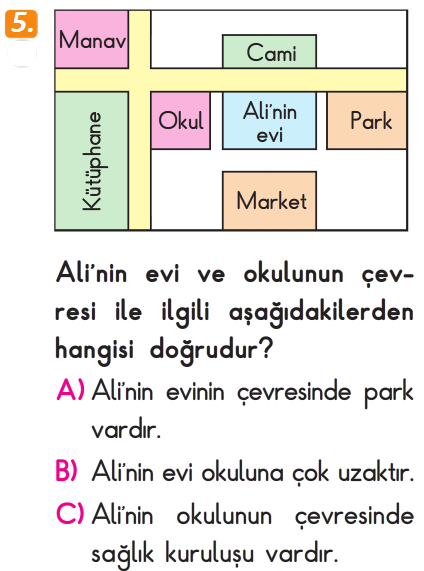 5.
Manav
Cami
Kütüphane
Okul
Ali'nin
evi
Park
Market
Ali'nin evi ve okulunun çev-
resi ile ilgili aşağıdakilerden
hangisi doğrudur?
A) Ali'nin evinin çevresinde park
vardır.
B) Ali'nin evi okuluna çok uzaktır.
C) Ali'nin okulunun çevresinde
sağlık kuruluşu vardır.